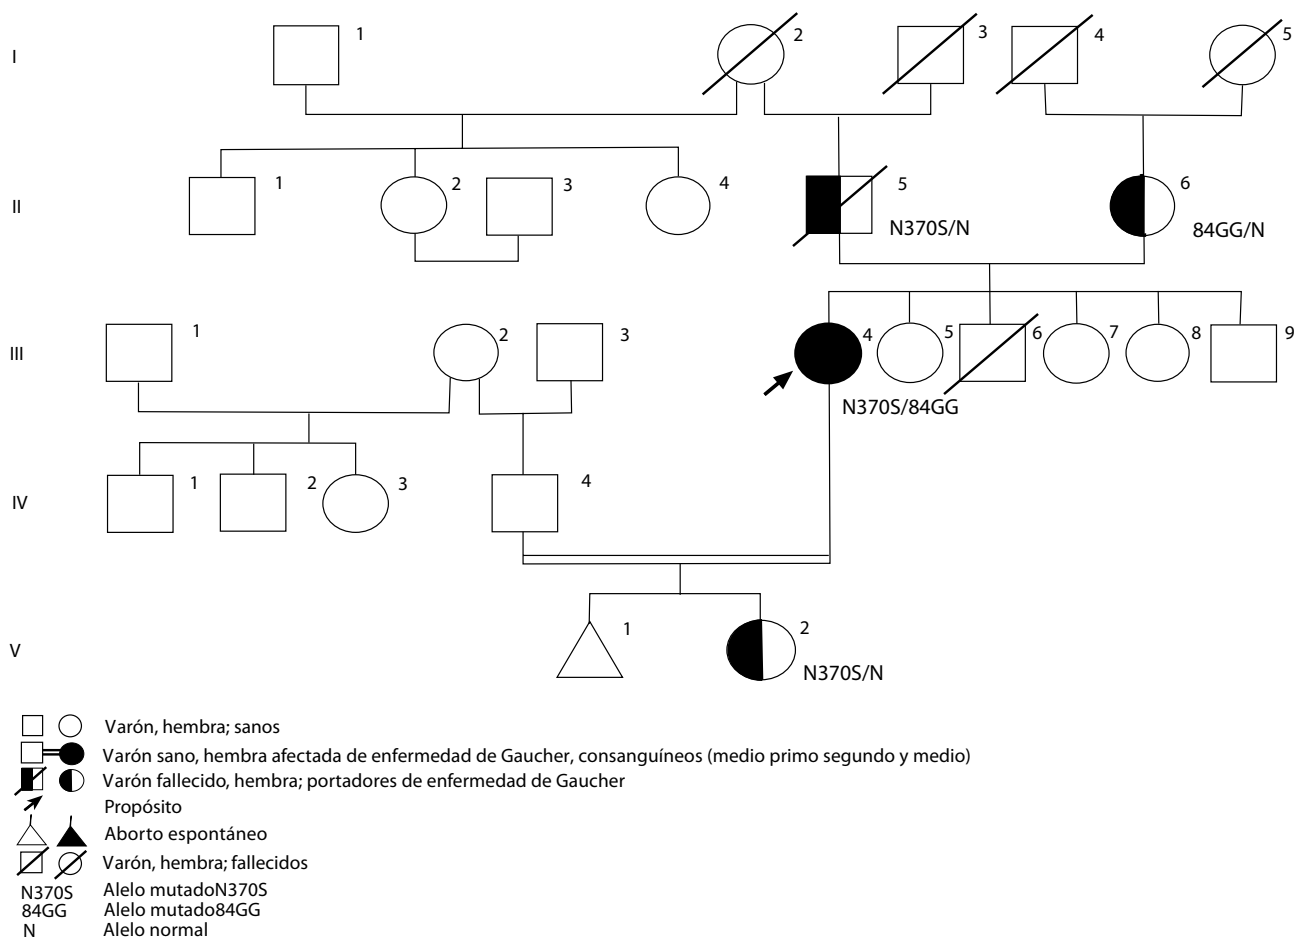 I 1 2 3 4 5
II 1 2 3 4 5 6
N370S/N 84GG/N
III 1 2 3 4 5 6 7 8 9
N370S/84GG
IV 1 2 3 4
V 1 2
N370S/N
Varón, hembra; sanos
Varón sano, hembra afectada de enfermedad de Gaucher, consanguíneos (medio primo segundo y medio)
Varón fallecido, hembra; portadores de enfermedad de Gaucher
Propósito
Aborto espontáneo
Varón, hembra; fallecidos
N370S Alelo mutadoN370S
84GG Alelo mutado84GG
N Alelo normal